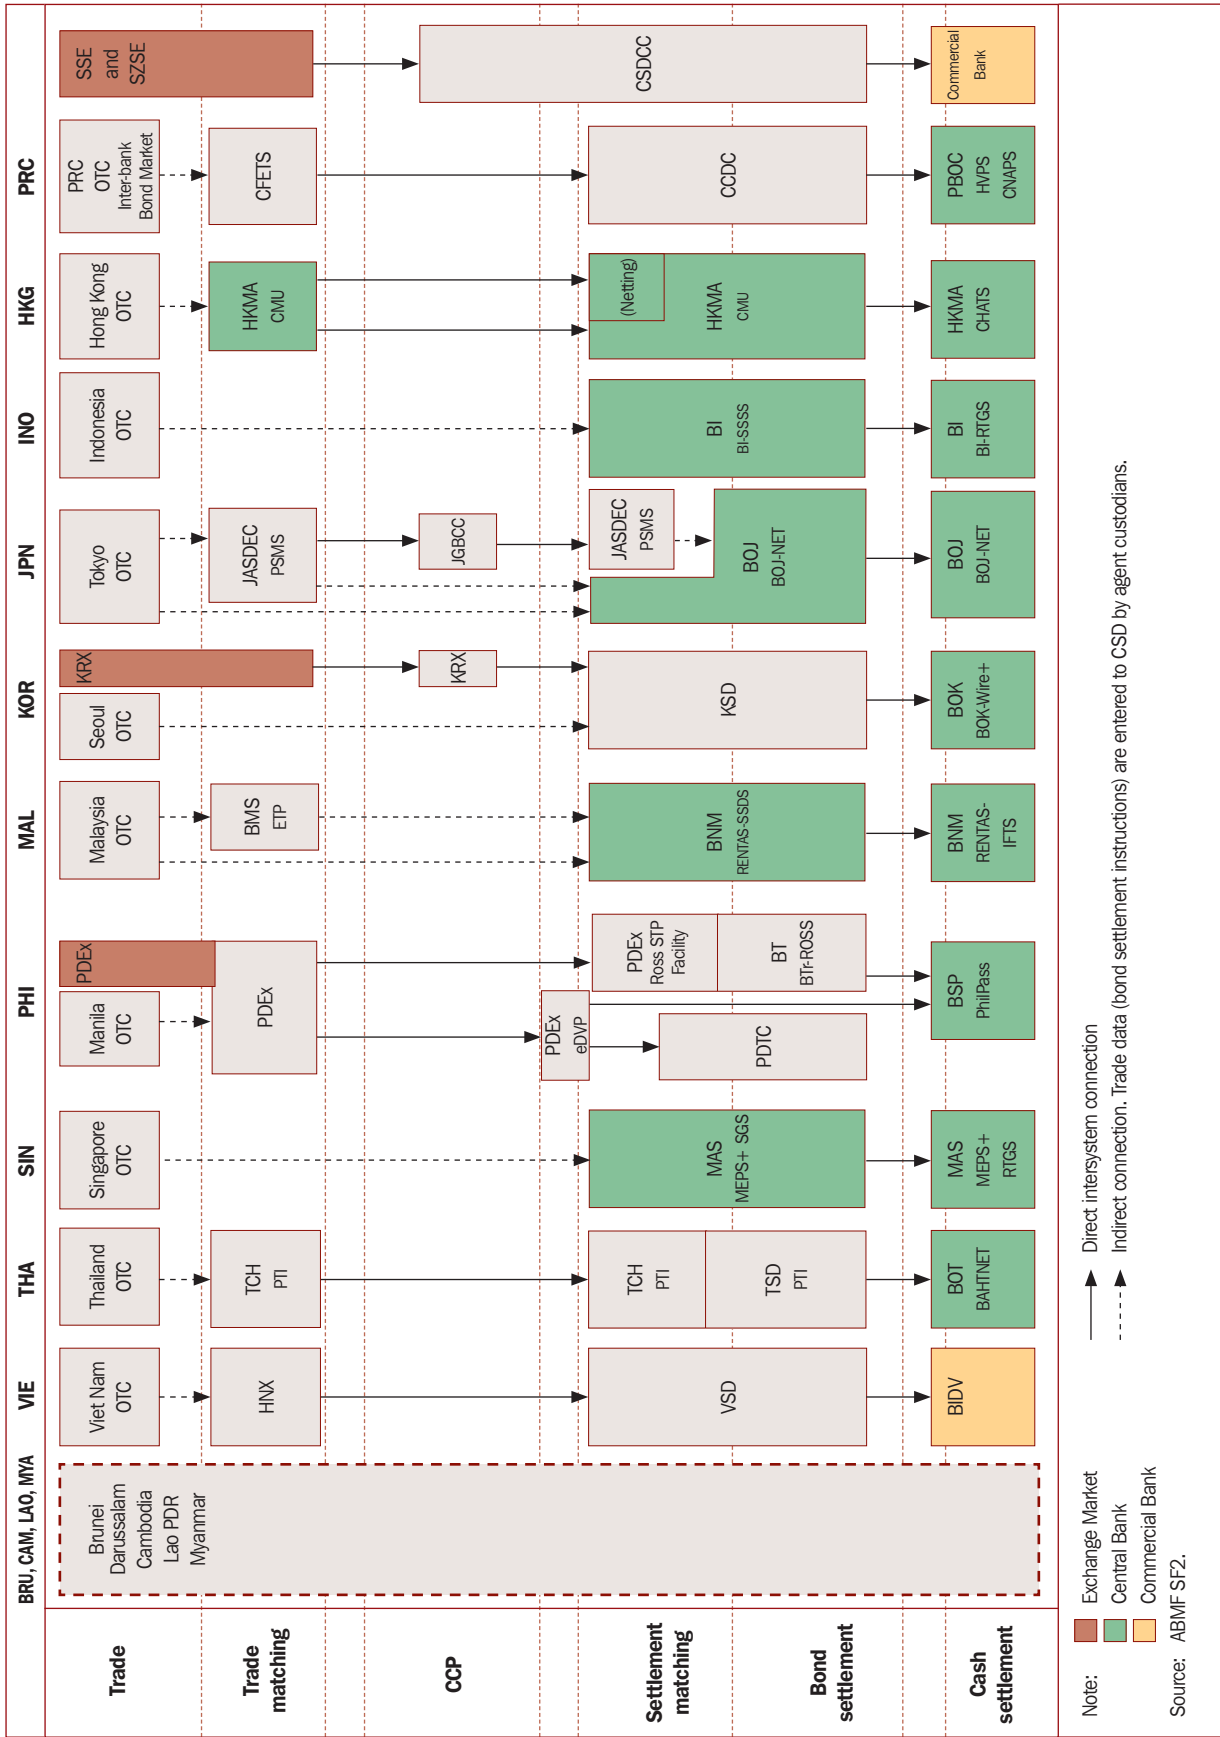 BRU, CAM, LAO, MYA
VIE
THA
SIN
PHI
MAL
KOR
JPN
INO
HKG
PRC
Trade
Brunei
Darussalam
Cambodia
Lao PDR
Myanmar
Viet Nam
OTC
Thailand
OTC
Singapore
OTC
Manila
OTC
PDEx
Malaysia
OTC
Seoul
OTC
KRX
Tokyo
OTC
Indonesia
OTC
Hong Kong
OTC
PRC
OTC
Inter-bank
Bond Market
SSE
and
SZSE
Trade
matching
HNX
TCH
PTI
PDEx
BMS
ETP
JASDEC
PSMS
HKMA
CMU
CFETS
CCP
PDEx
eDVP
KRX
JGBCC
CSDCC
Settlement
matching
Bond
settlement
VSD
TCH
PTI
TSD
PTI
MAS
MEPS+ SGS
PDTC
PDEx
Ross STP
Facility
BT
BTr-ROSS
BNM
RENTAS-SSDS
KSD
JASDEC
PSMS
BOJ
BOJ-NET
BI
BI-SSSS
(Netting)
HKMA
CMU
CCDC
Cash
settlement
BIDV
BOT
BAHTNET
MAS
MEPS+
RTGS
BSP
PhilPass
BNM
RENTAS-
IFTS
BOK
BOK-Wire+
BOJ
BOJ-NET
BI
BI-RTGS
HKMA
CHATS
PBOC
HVPS
CNAPS
Commercial
Bank
Note:
Exchange Market
Central Bank
Commercial Bank
Direct intersystem connection
Indirect connection. Trade data (bond settlement instructions) are entered to CSD by agent custodians.
Source: ABMF SF2.